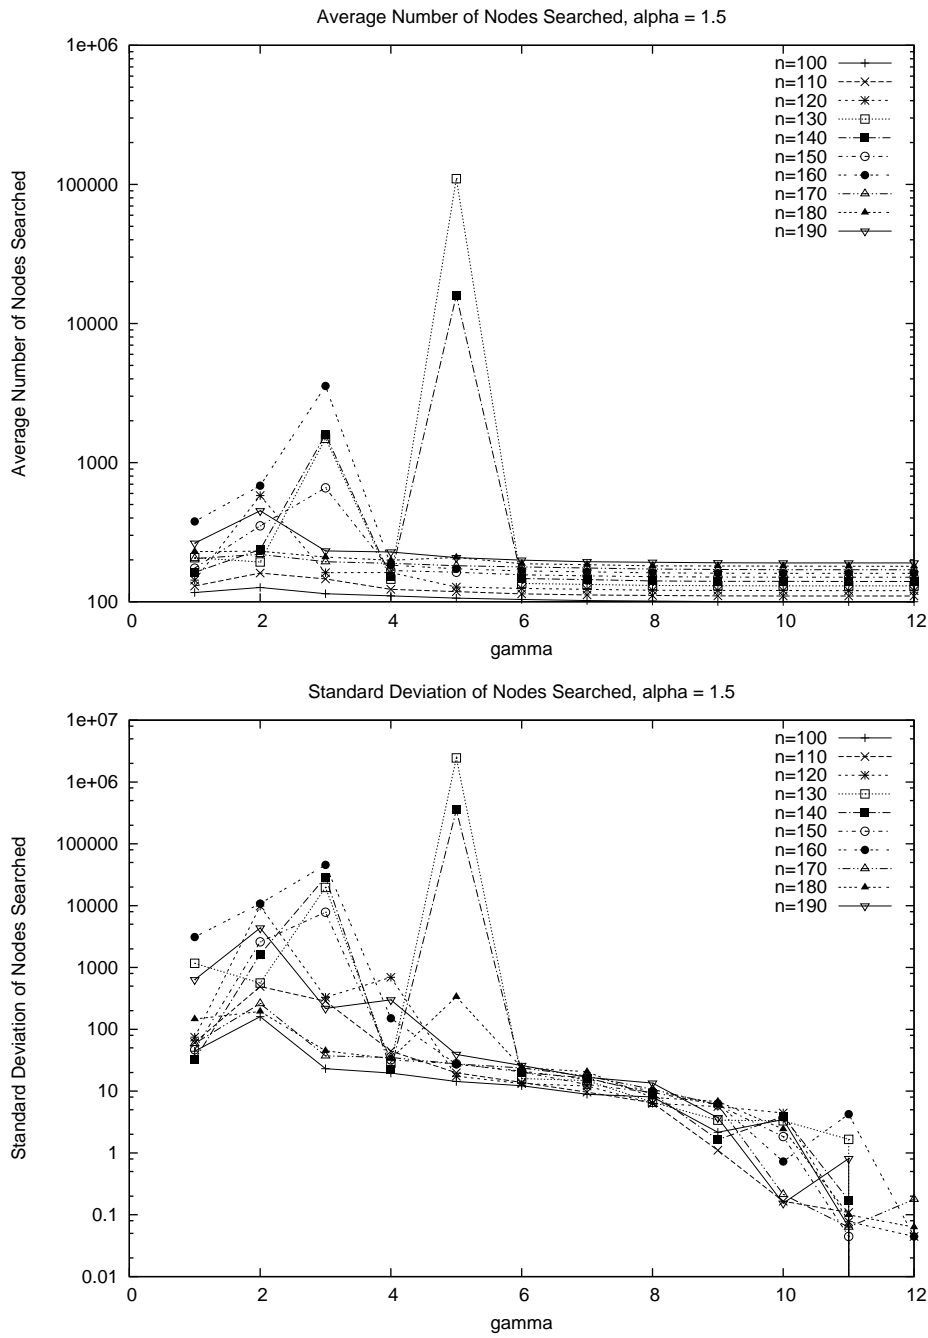 Average Number of Nodes Searched, alpha = 1.5
1e+06
100000
10000
1000
100
Average Number of Nodes Searched
n=100
n=110
n=120
n=130
n=140
n=150
n=160
n=170
n=180
n=190
0 2 4 6 8 10 12
gamma
Standard Deviation of Nodes Searched, alpha = 1.5
1e+07
1e+06
100000
10000
1000
100
10
1
0.1
0.01
Standard Deviation of Nodes Searched
n=100
n=110
n=120
n=130
n=140
n=150
n=160
n=170
n=180
n=190
0 2 4 6 8 10 12
gamma